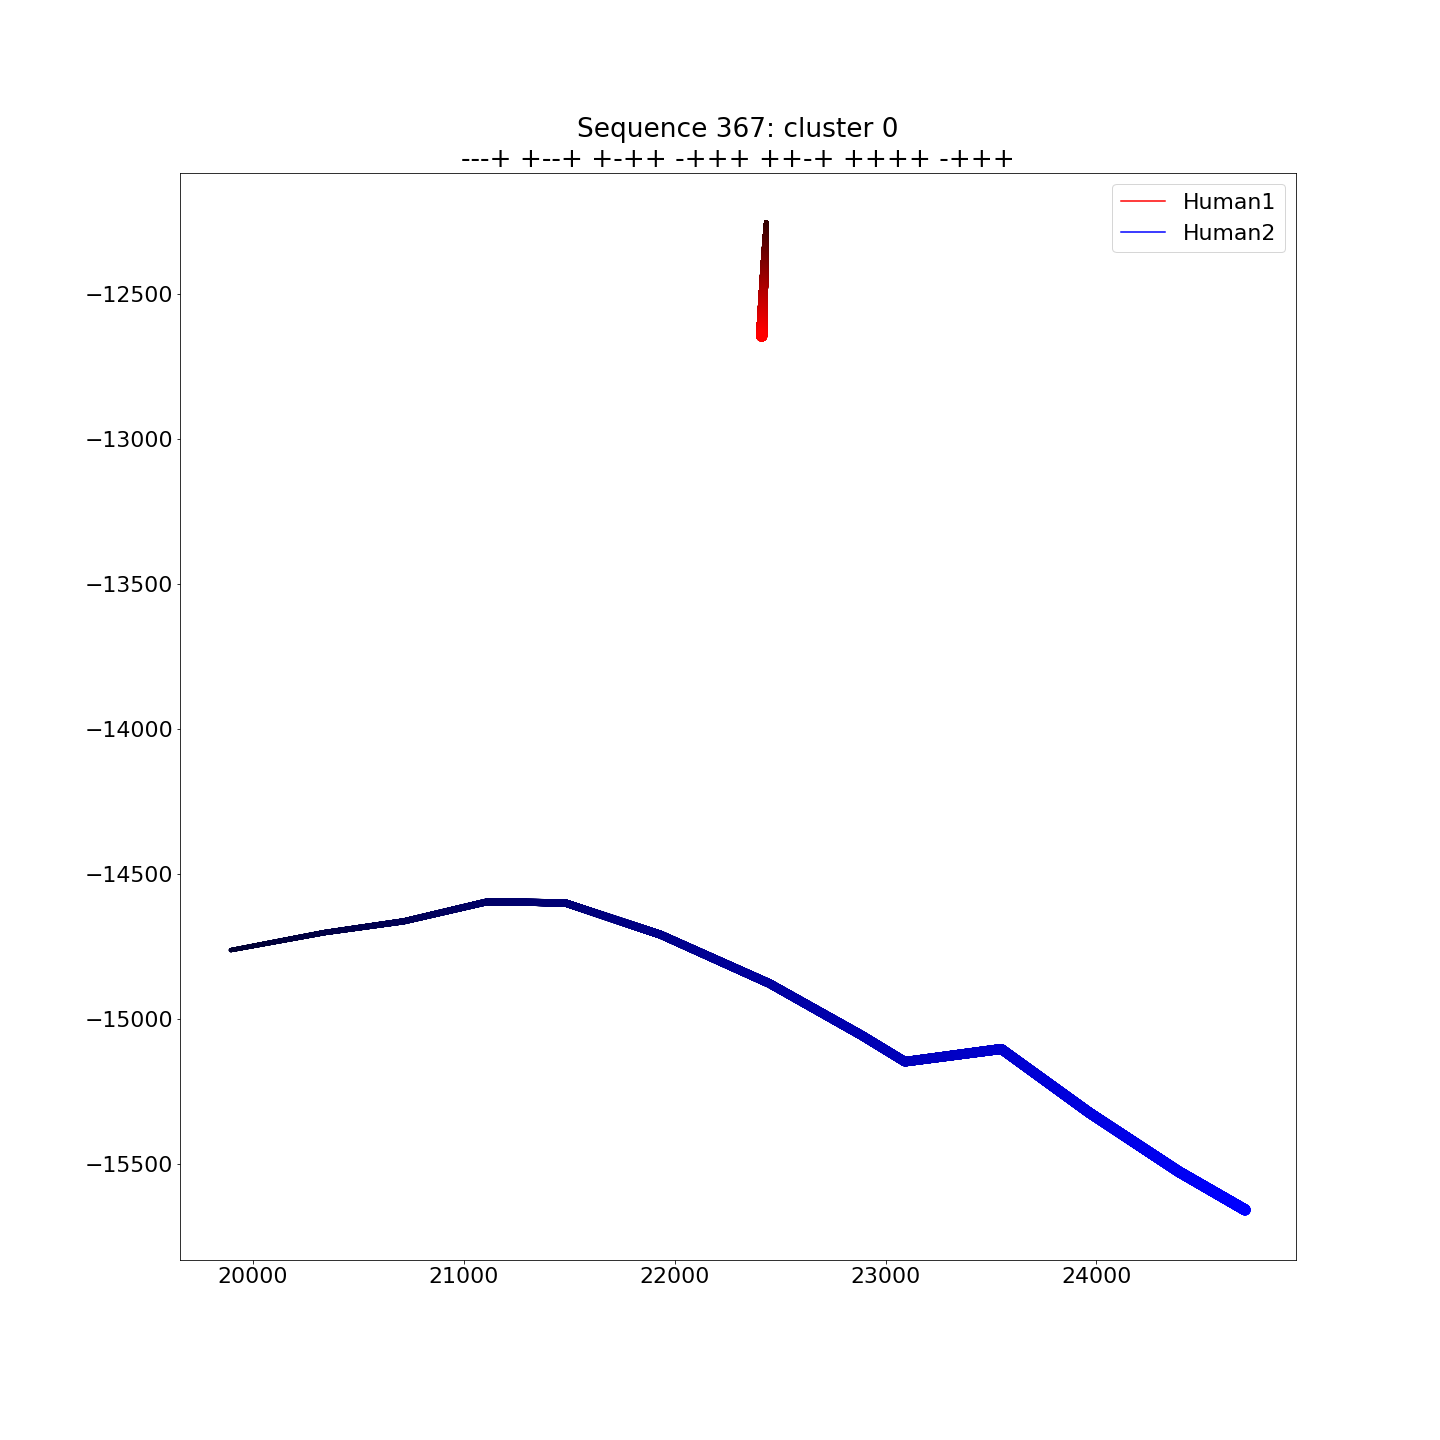 Sequence 367: cluster 0
---+ +--+ +-++ -+++ ++-+ ++++ -+++
Human1
Human2
−12500
−13000
−13500
−14000
−14500
−15000
−15500
20000 21000 22000 23000 24000